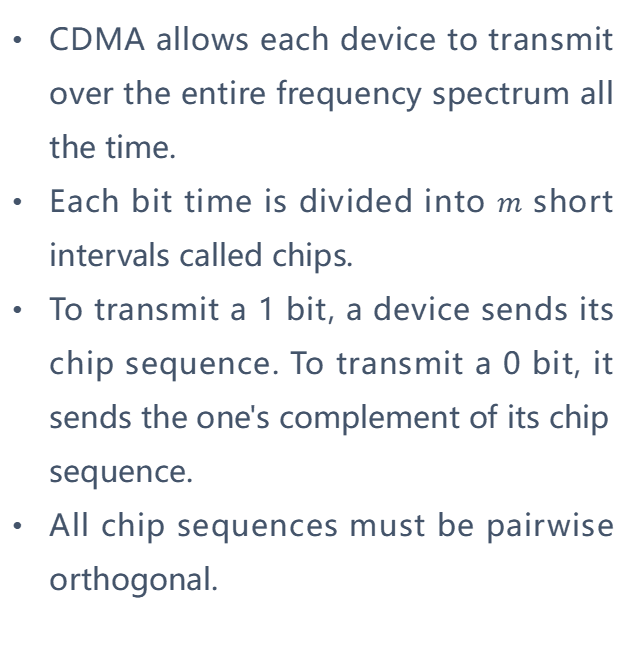 • CDMA allows each device to transmit
over the entire frequency spectrum all
the time.
• Each bit time is divided into m short
intervals called chips.
• To transmit a 1 bit, a device sends its
chip sequence. To transmit a 0 bit, it
sends the one's complement of its chip
sequence.
• All chip sequences must be pairwise
orthogonal.